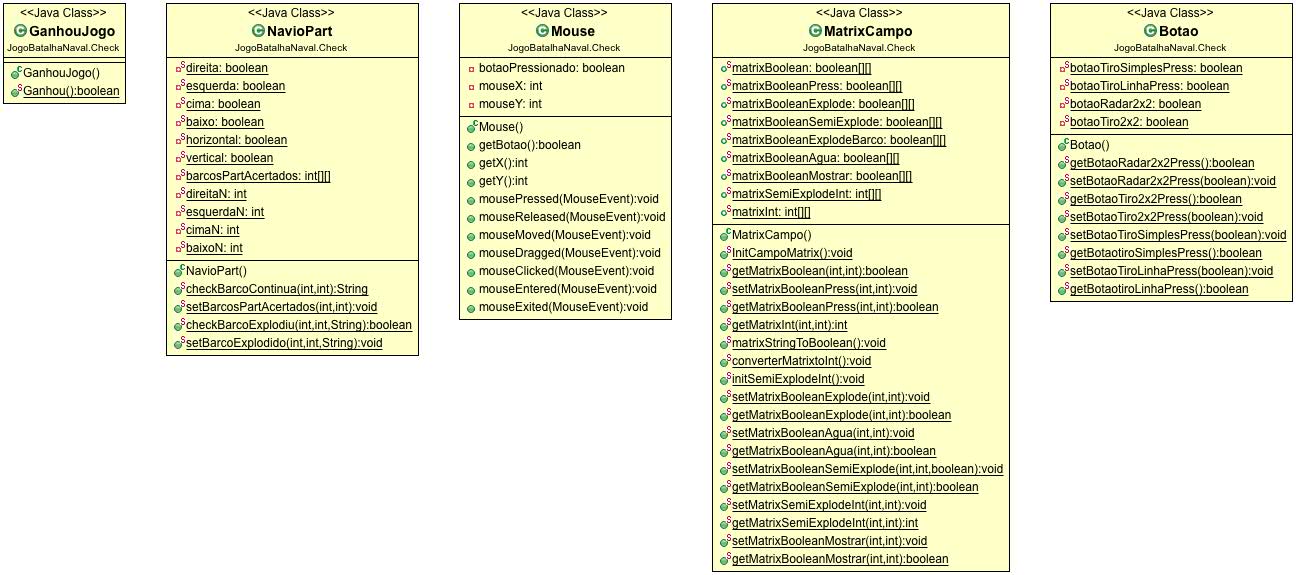 <<Java Class>>
GanhouJogo
JogoBatalhaNaval.Check
GanhouJogo()
Ganhou():boolean
<<Java Class>>
NavioPart
JogoBatalhaNaval.Check
direita: boolean
esquerda: boolean
cima: boolean
baixo: boolean
horizontal: boolean
vertical: boolean
barcosPartAcertados: int[][]
direitaN: int
esquerdaN: int
cimaN: int
baixoN: int
NavioPart()
checkBarcoContinua(int,int):String
setBarcosPartAcertados(int,int):void
checkBarcoExplodiu(int,int,String):boolean
setBarcoExplodido(int,int,String):void
<<Java Class>>
Mouse
JogoBatalhaNaval.Check
botaoPressionado: boolean
mouseX: int
mouseY: int
Mouse()
getBotao():boolean
getX():int
getY():int
mousePressed(MouseEvent):void
mouseReleased(MouseEvent):void
mouseMoved(MouseEvent):void
mouseDragged(MouseEvent):void
mouseClicked(MouseEvent):void
mouseEntered(MouseEvent):void
mouseExited(MouseEvent):void
<<Java Class>>
MatrixCampo
JogoBatalhaNaval.Check
matrixBoolean: boolean[][]
matrixBooleanPress: boolean[][]
matrixBooleanExplode: boolean[][]
matrixBooleanSemiExplode: boolean[][]
matrixBooleanExplodeBarco: boolean[][]
matrixBooleanAgua: boolean[][]
matrixBooleanMostrar: boolean[][]
matrixSemiExplodeInt: int[][]
matrixInt: int[][]
MatrixCampo()
InitCampoMatrix():void
getMatrixBoolean(int,int):boolean
setMatrixBooleanPress(int,int):void
getMatrixBooleanPress(int,int):boolean
getMatrixInt(int,int):int
matrixStringToBoolean():void
converterMatrixtoInt():void
initSemiExplodeInt():void
setMatrixBooleanExplode(int,int):void
getMatrixBooleanExplode(int,int):boolean
setMatrixBooleanAgua(int,int):void
getMatrixBooleanAgua(int,int):boolean
setMatrixBooleanSemiExplode(int,int,boolean):void
getMatrixBooleanSemiExplode(int,int):boolean
setMatrixSemiExplodeInt(int,int):void
getMatrixSemiExplodeInt(int,int):int
setMatrixBooleanMostrar(int,int):void
getMatrixBooleanMostrar(int,int):boolean
<<Java Class>>
Botao
JogoBatalhaNaval.Check
botaoTiroSimplesPress: boolean
botaoTiroLinhaPress: boolean
botaoRadar2x2: boolean
botaoTiro2x2: boolean
Botao()
getBotaoRadar2x2Press():boolean
setBotaoRadar2x2Press(boolean):void
getBotaoTiro2x2Press():boolean
setBotaoTiro2x2Press(boolean):void
setBotaoTiroSimplesPress(boolean):void
getBotaotiroSimplesPress():boolean
setBotaoTiroLinhaPress(boolean):void
getBotaotiroLinhaPress():boolean